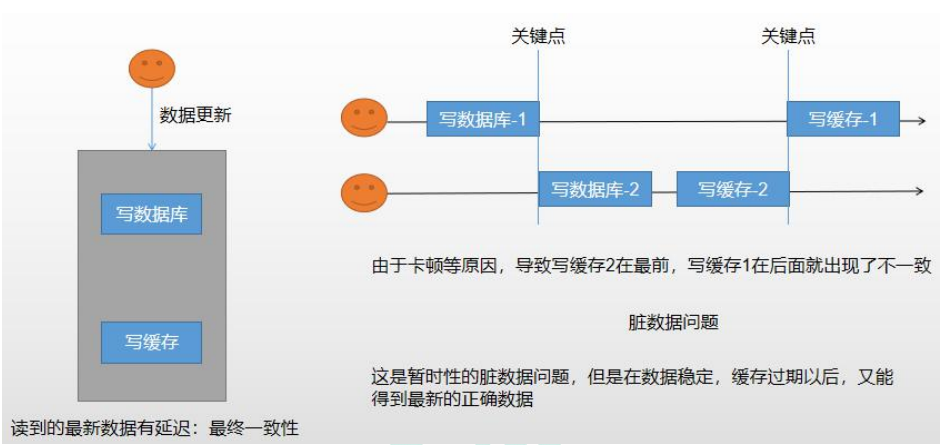 数据更新
写数据库
写缓存
读到的最新数据有延迟：最终一致性
关键点
关键点
写数据库-1
写缓存-1
写数据库-2
写缓存-2
由于卡顿等原因，导致写缓存2在最前，写缓存1在后面就出现了不一致
脏数据问题
这是暂时性的脏数据问题，但是在数据稳定，缓存过期以后，又能
得到最新的正确数据